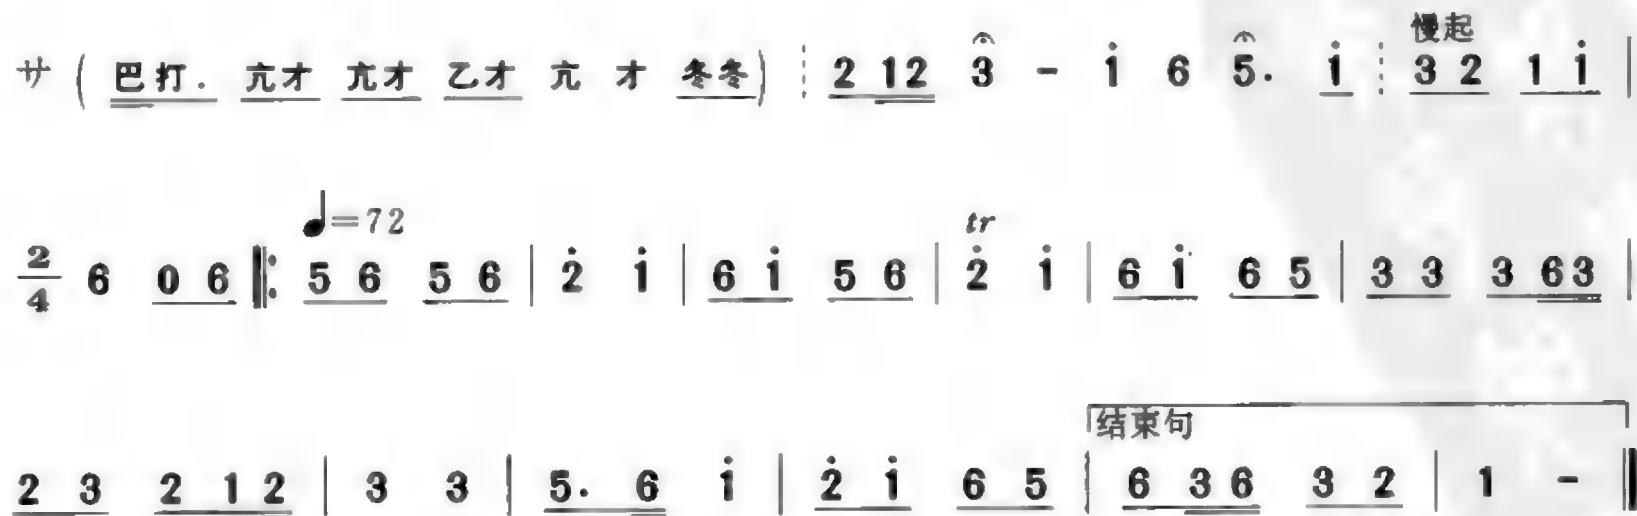 慢起
サ ( 巴打. 亢才 亢才 乙才 亢 才 冬冬) ┊ 2 12 3 - i 6 5. i ┊ 3 2 1 i |
♩=72
tr
2/4 6 0 6 ‖: 5 6 5 6 | 2̇ i | 6 i 5 6 | 2̇ i | 6 i 6 5 | 3 3 3 63 |
结束句
2 3 2 1 2 | 3 3 | 5. 6 i | 2̇ i 6 5 | 6 3 6 3 2 | 1 - ‖